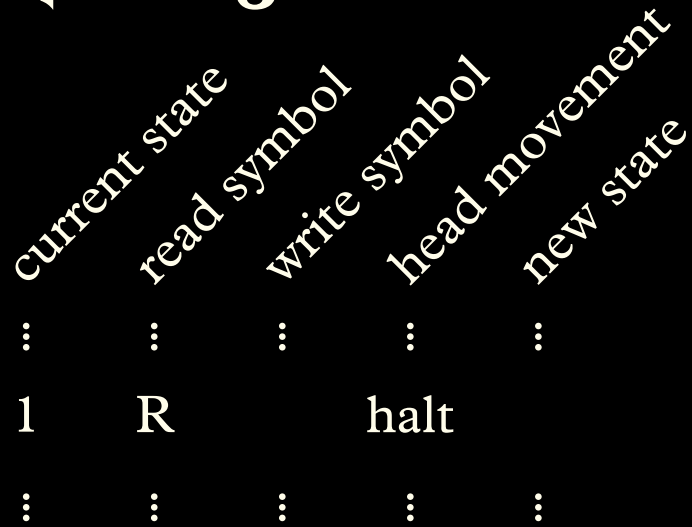 current state
read symbol
write symbol
head movement
new state
⋮ ⋮ ⋮ ⋮ ⋮
1 R halt
⋮ ⋮ ⋮ ⋮ ⋮